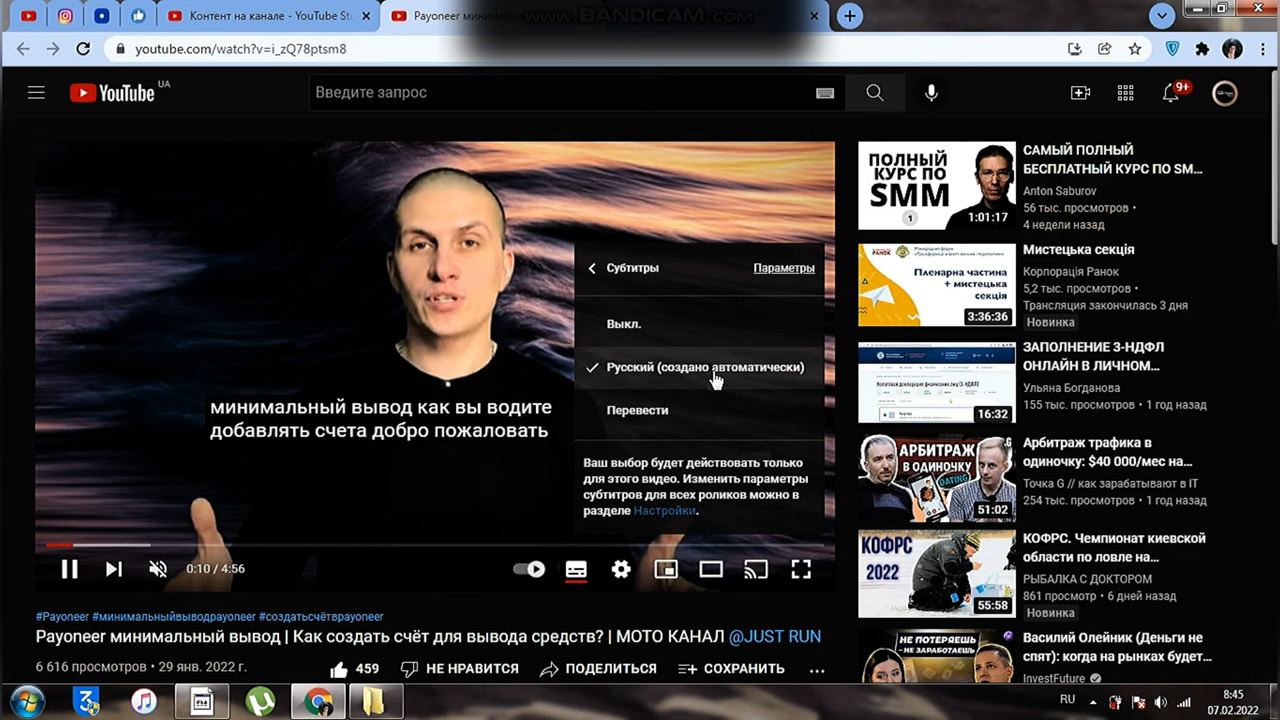 Контент на канале - YouTube Stu
Payoneer миним
WWW.BANDICAM.COM
youtube.com/watch?v=i_zQ78ptsm8
YouTube UA
Введите запрос
9+
Субтитры
Параметры
Выкл.
Русский (создано автоматически)
Перевести
Ваш выбор будет действовать только
для этого видео. Изменить параметры
субтитров для всех роликов можно в
разделе Настройки.
минимальный вывод как вы водите
добавлять счета добро пожаловать
0:10 / 4:56
#Payoneer #минимальныйвыводpayoneer #создатьсчётвpayoneer
Payoneer минимальный вывод | Как создать счёт для вывода средств? | МОТО КАНАЛ @JUST RUN
6 616 просмотров • 29 янв. 2022 г.
459
НЕ НРАВИТСЯ
ПОДЕЛИТЬСЯ
СОХРАНИТЬ
ПОЛНЫЙ
КУРС ПО
SMM
1
1:01:17
САМЫЙ ПОЛНЫЙ
БЕСПЛАТНЫЙ КУРС ПО SM...
Anton Saburov
56 тыс. просмотров •
4 недели назад
Пленарна частина
+ мистецька
секція
3:36:36
Мистецька секція
Корпорація Ранок
5,2 тыс. просмотров •
Трансляция закончилась 3 дня
Новинка
16:32
ЗАПОЛНЕНИЕ 3-НДФЛ
ОНЛАЙН В ЛИЧНОМ...
Ульяна Богданова
155 тыс. просмотров • 1 год назад
АРБИТРАЖ
В ОДИНОЧКУ
DATING
51:02
Арбитраж трафика в
одиночку: $40 000/мес на...
Точка G // как зарабатывают в IT
254 тыс. просмотров • 1 год назад
КОФРС
2022
55:58
КОФРС. Чемпионат киевской
области по ловле на...
РЫБАЛКА С ДОКТОРОМ
861 просмотр • 6 дней назад
Новинка
НЕ ПОТЕРЯЕШЬ -
НЕ ЗАРАБОТАЕШЬ
Василий Олейник (Деньги не
спят): когда на рынках будет...
InvestFuture
RU
8:45
07.02.2022